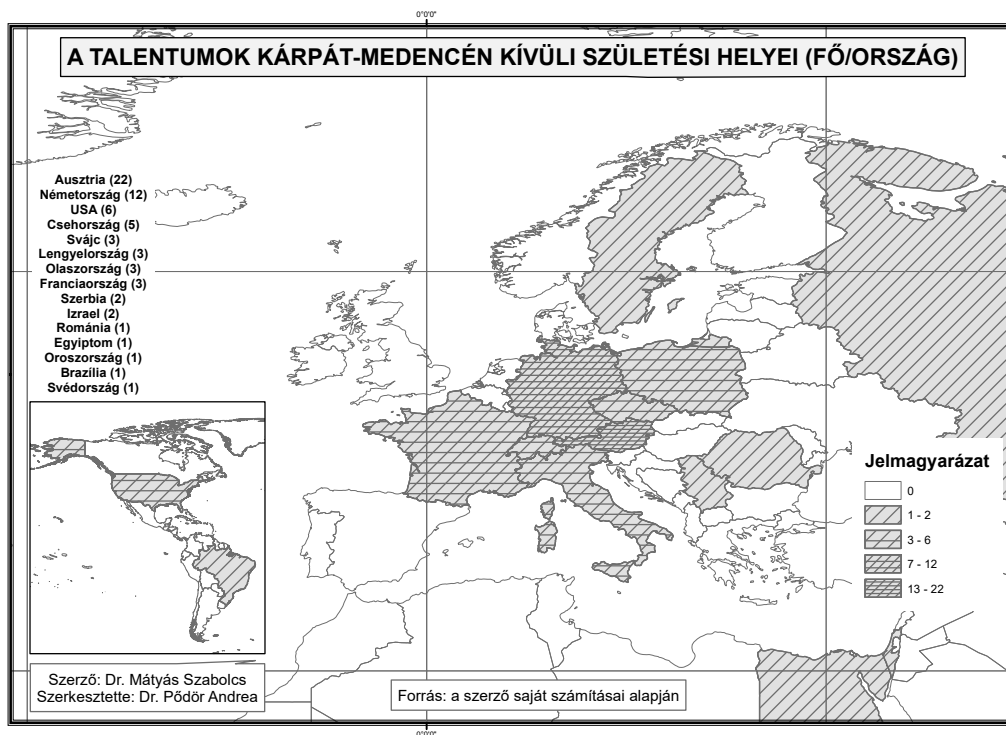 0°0'0"
A TALENTUMOK KÁRPÁT-MEDENCÉN KÍVÜLI SZÜLETÉSI HELYEI (FŐ/ORSZÁG)
Ausztria (22)
Németország (12)
USA (6)
Csehország (5)
Svájc (3)
Lengyelország (3)
Olaszország (3)
Franciaország (3)
Szerbia (2)
Izrael (2)
Románia (1)
Egyiptom (1)
Oroszország (1)
Brazília (1)
Svédország (1)
Jelmagyarázat
0
1 - 2
3 - 6
7 - 12
13 - 22
Szerző: Dr. Mátyás Szabolcs
Szerkesztette: Dr. Pődör Andrea
Forrás: a szerző saját számításai alapján
0°0'0"